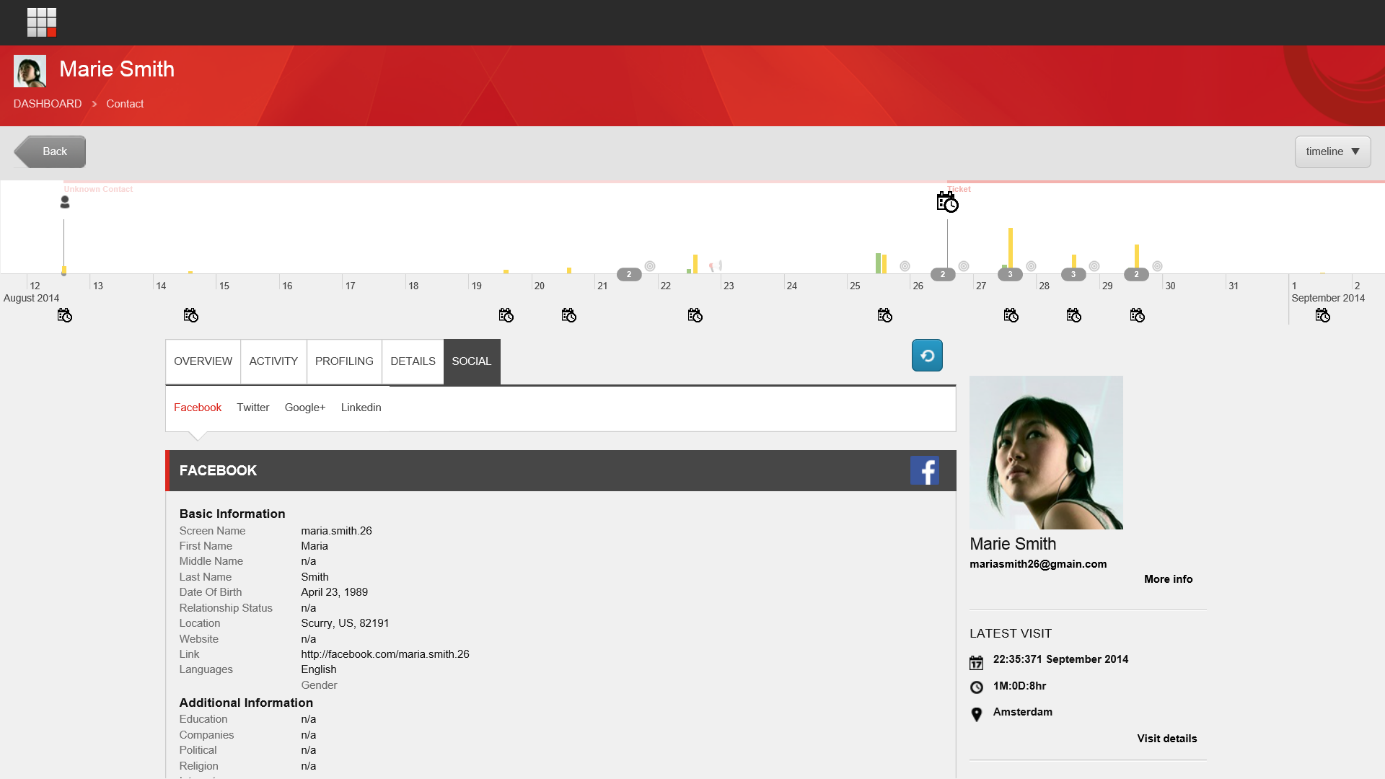 Marie Smith
DASHBOARD > Contact
Back
timeline
Unknown Contact
Ticket
2
2
3
3
2
12 13 14 15 16 17 18 19 20 21 22 23 24 25 26 27 28 29 30 31 1 2
August 2014
September 2014
OVERVIEW ACTIVITY PROFILING DETAILS SOCIAL
Facebook Twitter Google+ Linkedin
FACEBOOK
f
Basic Information
Screen Name maria.smith.26
First Name Maria
Middle Name n/a
Last Name Smith
Date Of Birth April 23, 1989
Relationship Status n/a
Location Scurry, US, 82191
Website n/a
Link http://facebook.com/maria.smith.26
Languages English
Gender
Additional Information
Education n/a
Companies n/a
Political n/a
Religion n/a
Marie Smith
mariasmith26@gmain.com
More info
LATEST VISIT
17 22:35:371 September 2014
1M:0D:8hr
Amsterdam
Visit details